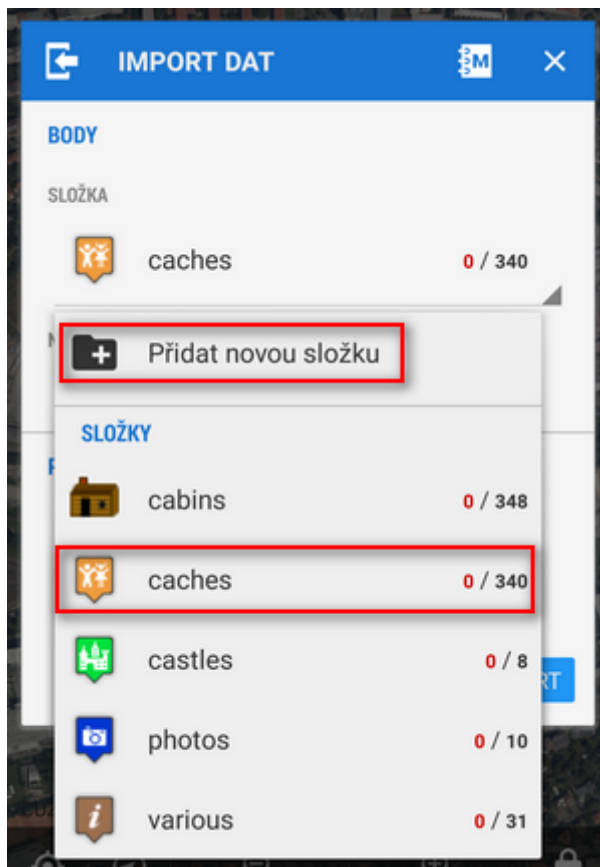 IMPORT DAT
BODY
SLOŽKA
caches 0 / 340
Přidat novou složku
SLOŽKY
cabins 0 / 348
caches 0 / 340
castles 0 / 8
photos 0 / 10
various 0 / 31